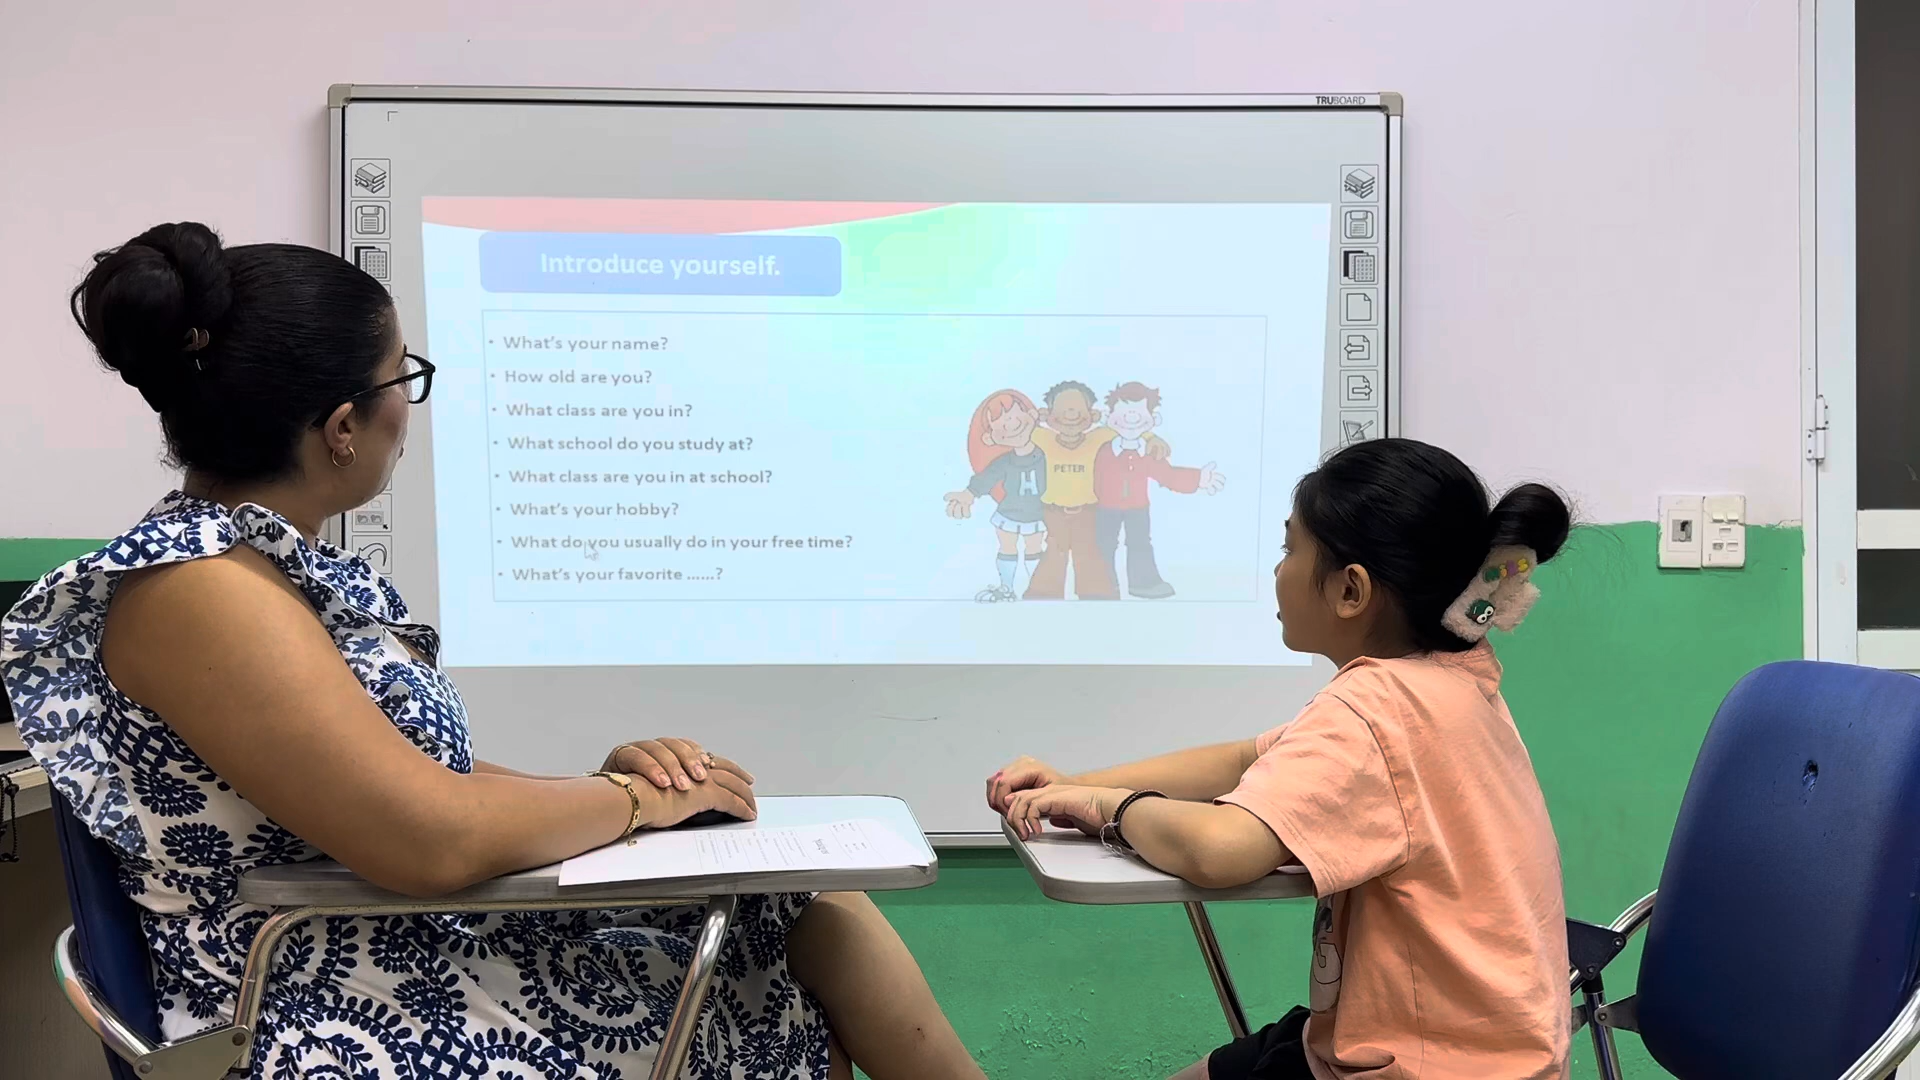 TRUBOARD
Introduce yourself.
• What's your name?
• How old are you?
• What class are you in?
• What school do you study at?
• What class are you in at school?
• What's your hobby?
• What do you usually do in your free time?
• What's your favorite ......?
H
PETER